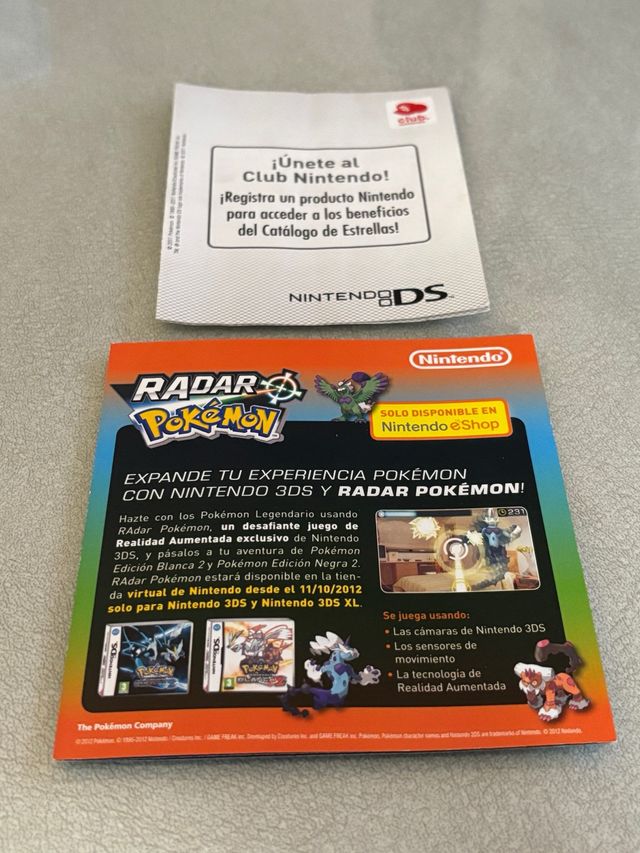 club.
¡Únete al
Club Nintendo!
¡Registra un producto Nintendo
para acceder a los beneficios
del Catálogo de Estrellas!
NINTENDO DS™
Nintendo®
RADAR
POKéMON
SOLO DISPONIBLE EN
Nintendo eShop
EXPANDE TU EXPERIENCIA POKÉMON
CON NINTENDO 3DS Y RADAR POKÉMON!
Hazte con los Pokémon Legendario usando
RAdar Pokémon, un desafiante juego de
Realidad Aumentada exclusivo de Nintendo
3DS, y pásalos a tu aventura de Pokémon
Edición Blanca 2 y Pokémon Edición Negra 2.
RAdar Pokémon estará disponible en la tien-
da virtual de Nintendo desde el 11/10/2012
solo para Nintendo 3DS y Nintendo 3DS XL.
231
Se juega usando:
• Las cámaras de Nintendo 3DS
• Los sensores de
movimiento
• La tecnología de
Realidad Aumentada
POKéMON
POKéMON
The Pokémon Company
©2012 Pokémon. © 1995-2012 Nintendo / Creatures Inc. / GAME FREAK inc. Developed by Creatures Inc. and GAME FREAK inc. Pokémon, Pokémon character names and Nintendo 3DS are trademarks of Nintendo. © 2012 Nintendo.